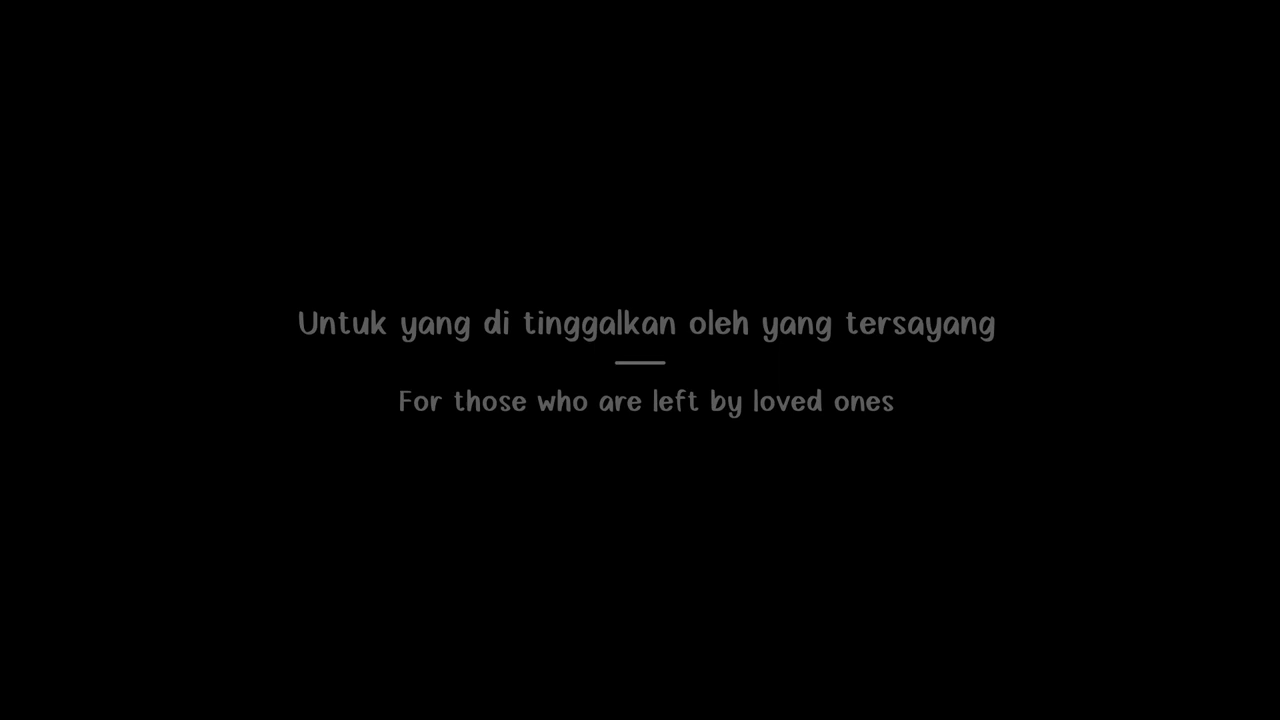 Untuk yang di tinggalkan oleh yang tersayang
For those who are left by loved ones